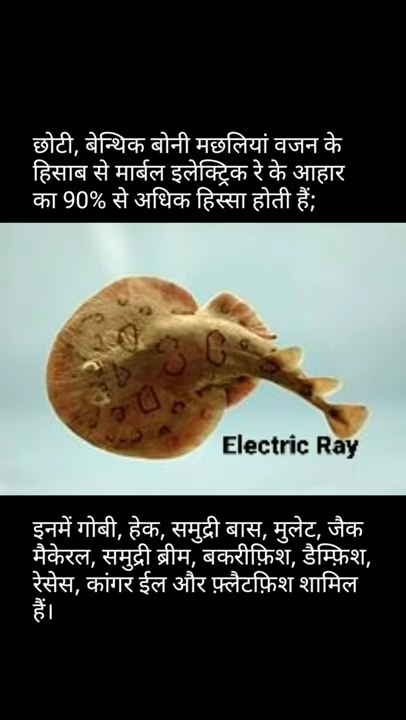 छोटी, बेन्थिक बोनी मछलियां वजन के
हिसाब से मार्बल इलेक्ट्रिक रे के आहार
का 90% से अधिक हिस्सा होती हैं;
Electric Ray
इनमें गोबी, हेक, समुद्री बास, मुलेट, जैक
मैकेरल, समुद्री ब्रीम, बकरीफ़िश, डैम्फ़िश,
रेसेस, कांगर ईल और फ़्लैटफ़िश शामिल
हैं।